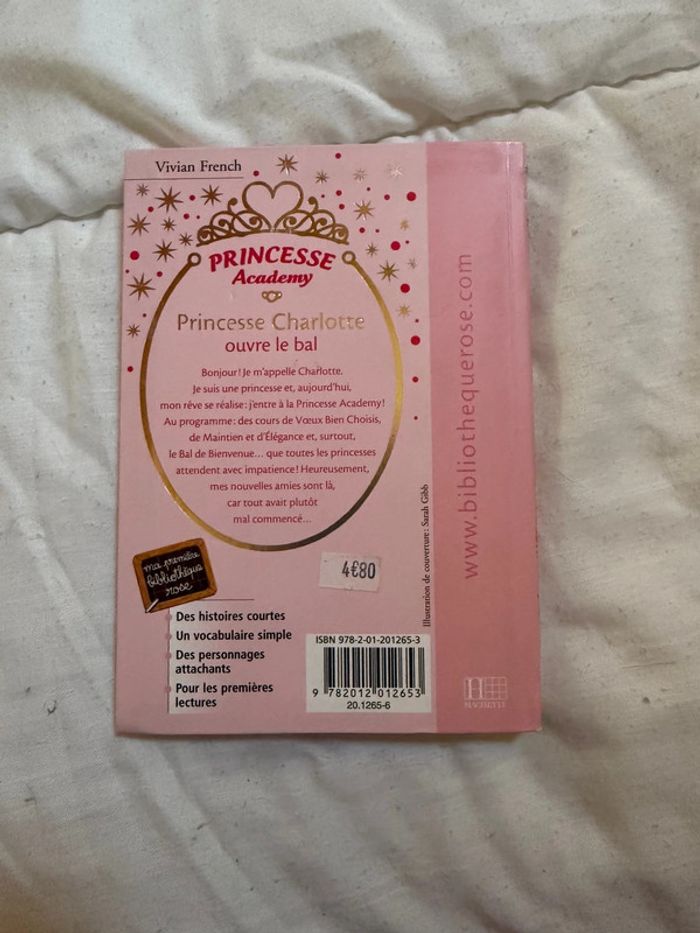 Vivian French
PRINCESSE
Academy
Princesse Charlotte
ouvre le bal
Bonjour! Je m'appelle Charlotte.
Je suis une princesse et, aujourd'hui,
mon rêve se réalise : j'entre à la Princesse Academy!
Au programme : des cours de Vœux Bien Choisis,
de Maintien et d'Élégance et, surtout,
le Bal de Bienvenue... que toutes les princesses
attendent avec impatience! Heureusement,
mes nouvelles amies sont là,
car tout avait plutôt
mal commencé...
ma première
bibliothèque
rose
4€80
Des histoires courtes
Un vocabulaire simple
Des personnages
attachants
Pour les premières
lectures
Illustration de couverture : Sarah Gibb
ISBN 978-2-01-201265-3
9 782012 012653
20.1265-6
www.bibliothequerose.com
HACHETTE